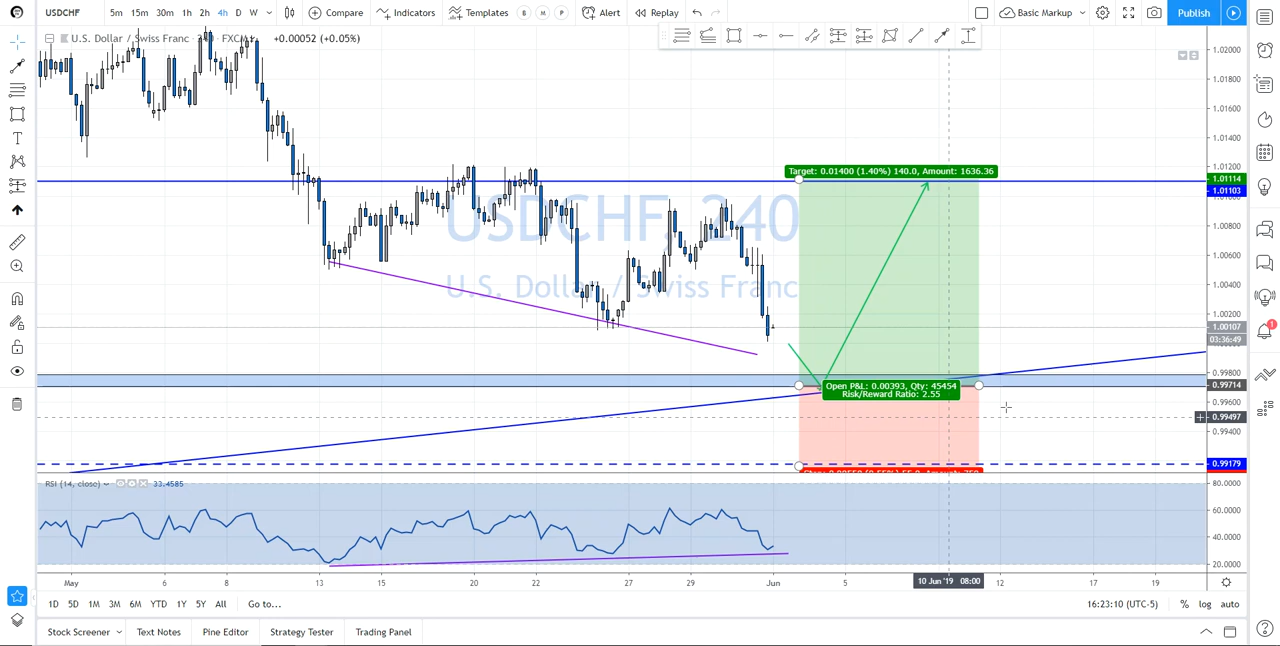 USDCHF 5m 15m 30m 1h 2h 4h D W Compare Indicators Templates B M P Alert Replay Basic Markup Publish
U.S. Dollar / Swiss Franc FXCM +0.00052 (+0.05%)
1.02000
1.01800
1.01600
1.01400
1.01200
Target: 0.01400 (1.40%) 140.0, Amount: 1636.36
1.01114
1.01103
1.00800
1.00600
1.00400
1.00200
USDCHF, 240
U.S. Dollar / Swiss Franc
1.00107
03:36:49
0.99800
0.99714
Open P&L: 0.00393, Qty: 45454
Risk/Reward Ratio: 2.55
0.99600
0.99497
0.99400
0.99179
RSI (14, close) 33.4585
80.0000
60.0000
40.0000
20.0000
May 6 8 13 15 20 22 27 29 Jun 5 10 Jun '19 08:00 12 17 19
1D 5D 1M 3M 6M YTD 1Y 5Y All Go to... 16:23:10 (UTC-5) % log auto
Stock Screener Text Notes Pine Editor Strategy Tester Trading Panel
1